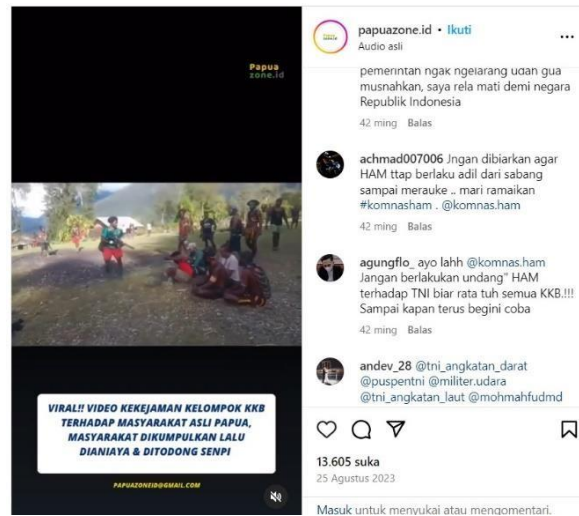 Papua
zone.id
VIRAL!! VIDEO KEKEJAMAN KELOMPOK KKB
TERHADAP MASYARAKAT ASLI PAPUA,
MASYARAKAT DIKUMPULKAN LALU
DIANIAYA & DITODONG SENPI
PAPUAZONEID@GMAIL.COM
papuazone.id • Ikuti
Audio asli
pemerintah ngak ngelarang udah gua
musnahkan, saya rela mati demi negara
Republik Indonesia
42 ming Balas
achmad007006 Jngan dibiarkan agar
HAM ttap berlaku adil dari sabang
sampai merauke .. mari ramaikan
#komnasham . @komnas.ham
42 ming Balas
agungflo_ ayo lahh @komnas.ham
Jangan berlakukan undang" HAM
terhadap TNI biar rata tuh semua KKB.!!!
Sampai kapan terus begini coba
42 ming Balas
andev_28 @tni_angkatan_darat
@puspentni @militer.udara
@tni_angkatan_laut @mohmahfudmd
13.605 suka
25 Agustus 2023
Masuk untuk menyukai atau mengomentari.